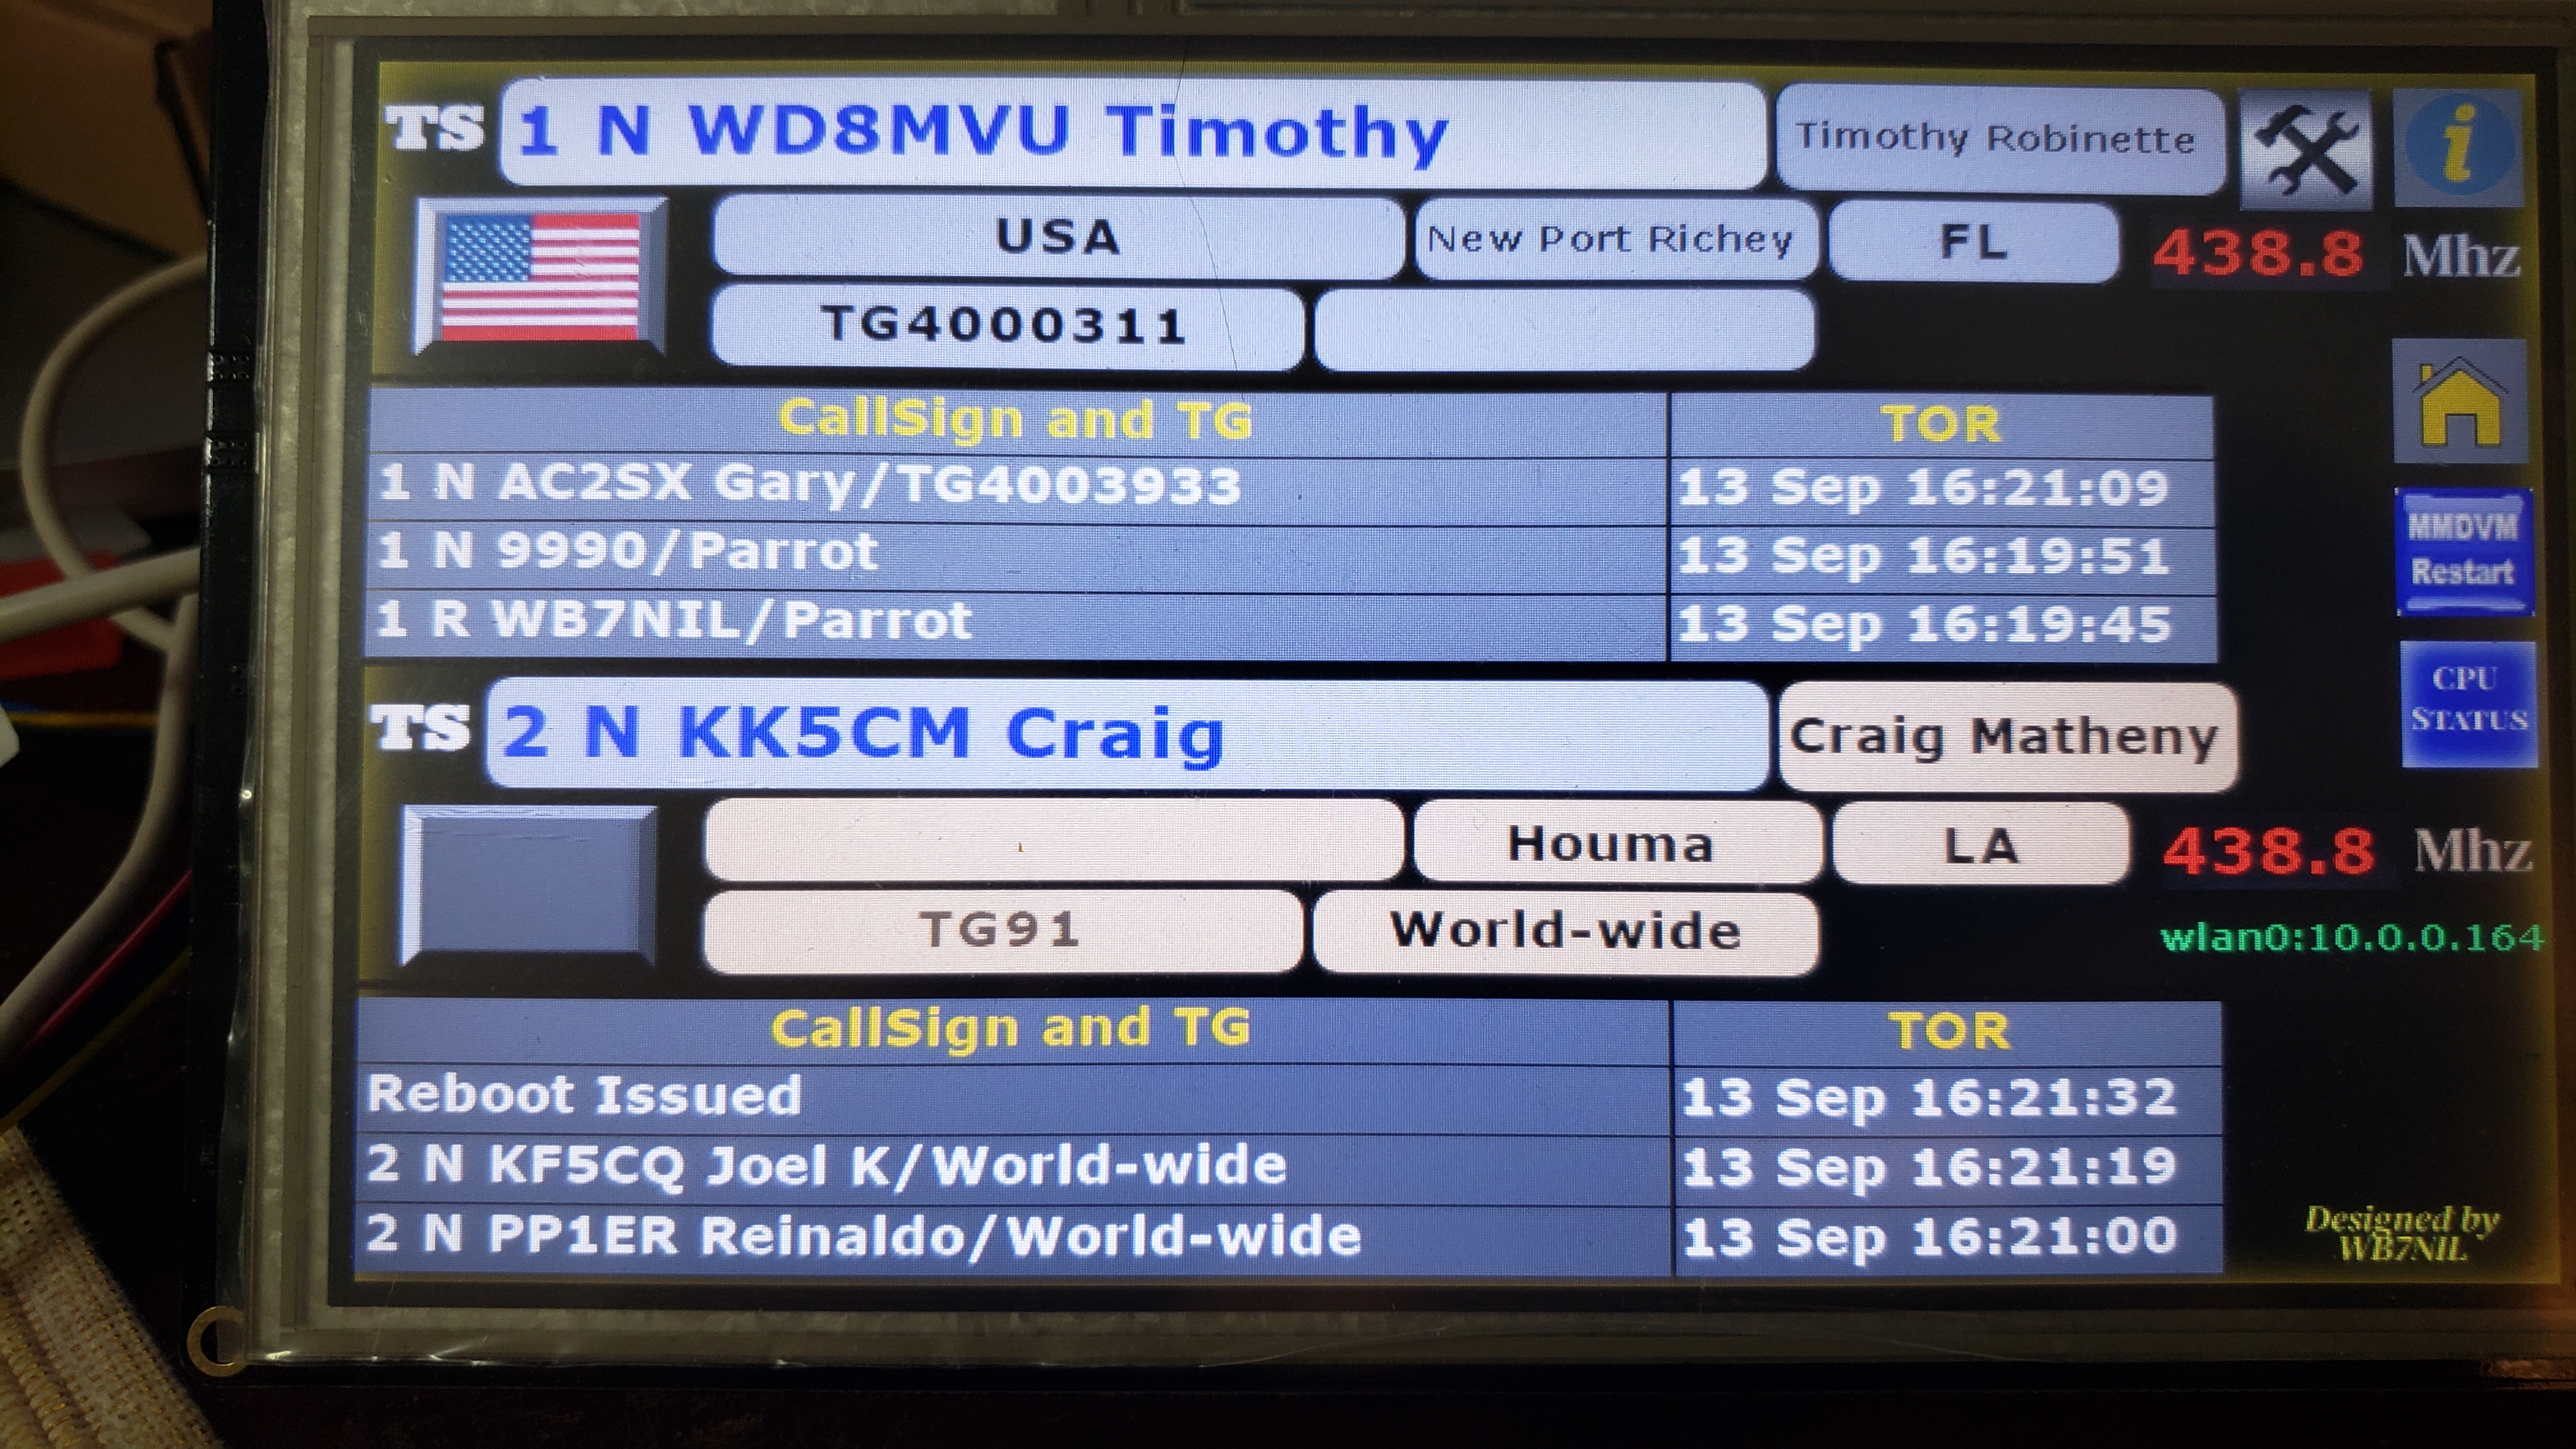 TS 1 N WD8MVU Timothy Timothy Robinette i
USA New Port Richey FL 438.8 Mhz
TG4000311
CallSign and TG TOR
1 N AC2SX Gary/TG4003933 13 Sep 16:21:09
1 N 9990/Parrot 13 Sep 16:19:51
1 R WB7NIL/Parrot 13 Sep 16:19:45
MMDVM
Restart
CPU
STATUS
TS 2 N KK5CM Craig Craig Matheny
Houma LA 438.8 Mhz
TG91 World-wide
wlan0:10.0.0.164
CallSign and TG TOR
Reboot Issued 13 Sep 16:21:32
2 N KF5CQ Joel K/World-wide 13 Sep 16:21:19
2 N PP1ER Reinaldo/World-wide 13 Sep 16:21:00
Designed by
WB7NIL